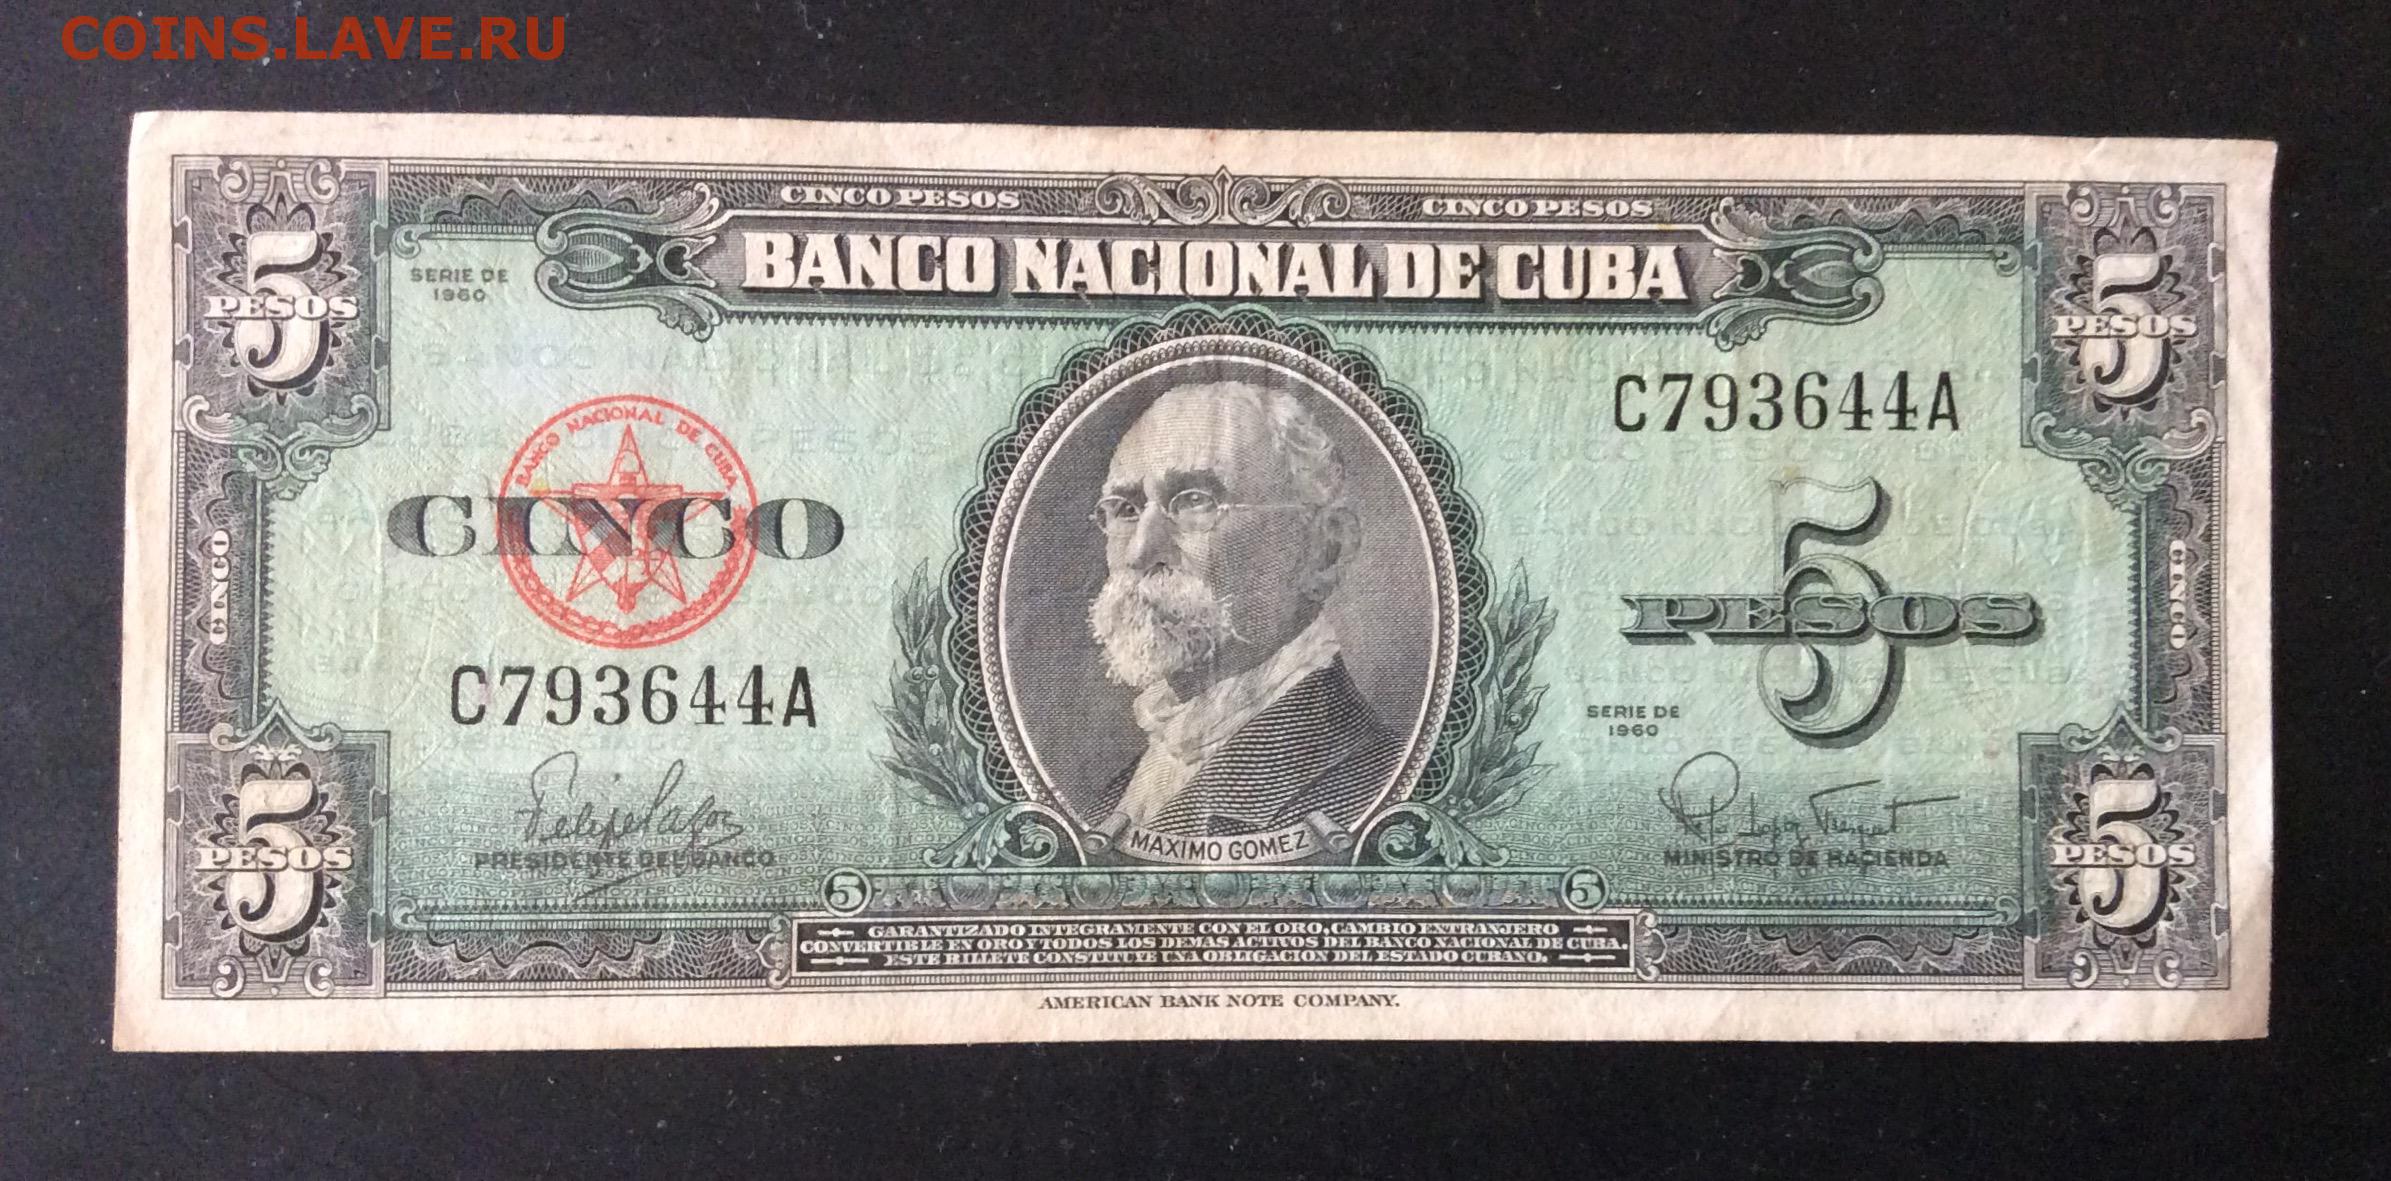 COINS.LAVE.RU
CINCO PESOS
CINCO PESOS
BANCO NACIONAL DE CUBA
5
PESOS
5
PESOS
SERIE DE
1960
C793644A
BANCO NACIONAL DE CUBA
CINCO
5
PESOS
CINCO
CINCO
C793644A
SERIE DE
1960
PRESIDENTE DEL BANCO
MAXIMO GOMEZ
MINISTRO DE HACIENDA
5
PESOS
5
PESOS
5
5
GARANTIZADO INTEGRAMENTE CON EL ORO, CAMBIO EXTRANJERO
CONVERTIBLE EN ORO Y TODOS LOS DEMAS ACTIVOS DEL BANCO NACIONAL DE CUBA.
ESTE BILLETE CONSTITUYE UNA OBLIGACION DEL ESTADO CUBANO.
AMERICAN BANK NOTE COMPANY.